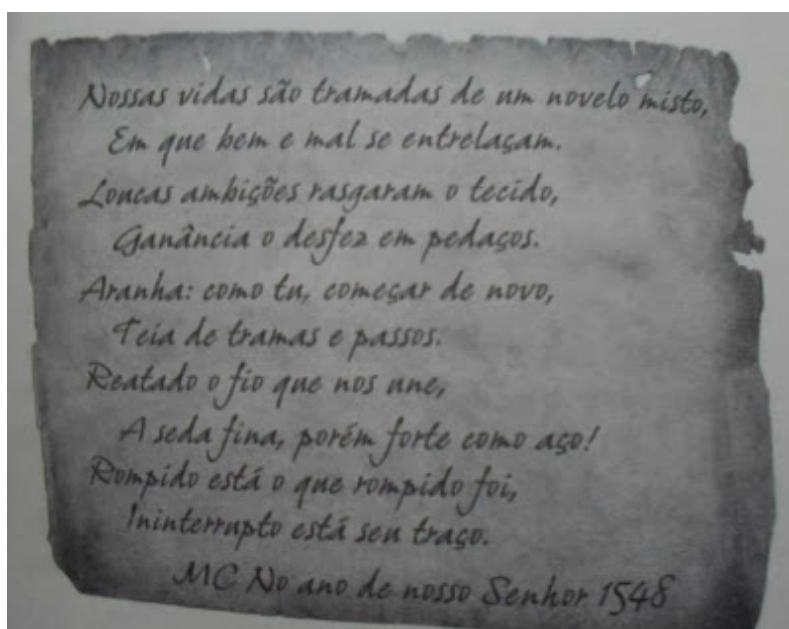 Nossas vidas são tramadas de um novelo misto,
Em que bem e mal se entrelaçam.
Loucas ambições rasgaram o tecido,
Ganância o desfez em pedaços.
Aranha: como tu, começar de novo,
Teia de tramas e passos.
Reatado o fio que nos une,
A seda fina, porém forte como aço!
Rompido está o que rompido foi,
Ininterrupto está seu traço.
MC No ano de nosso Senhor 1548